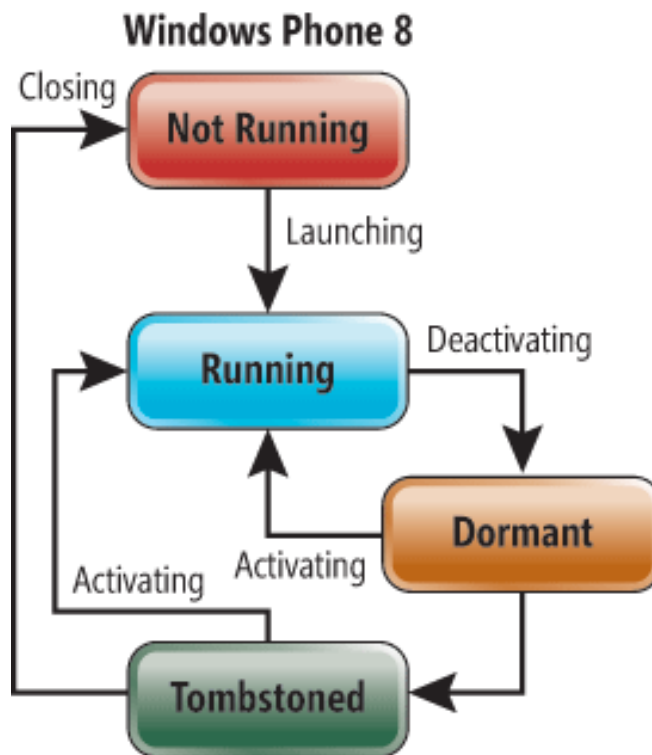 Windows Phone 8
Closing
Not Running
Launching
Running
Deactivating
Dormant
Activating
Activating
Tombstoned